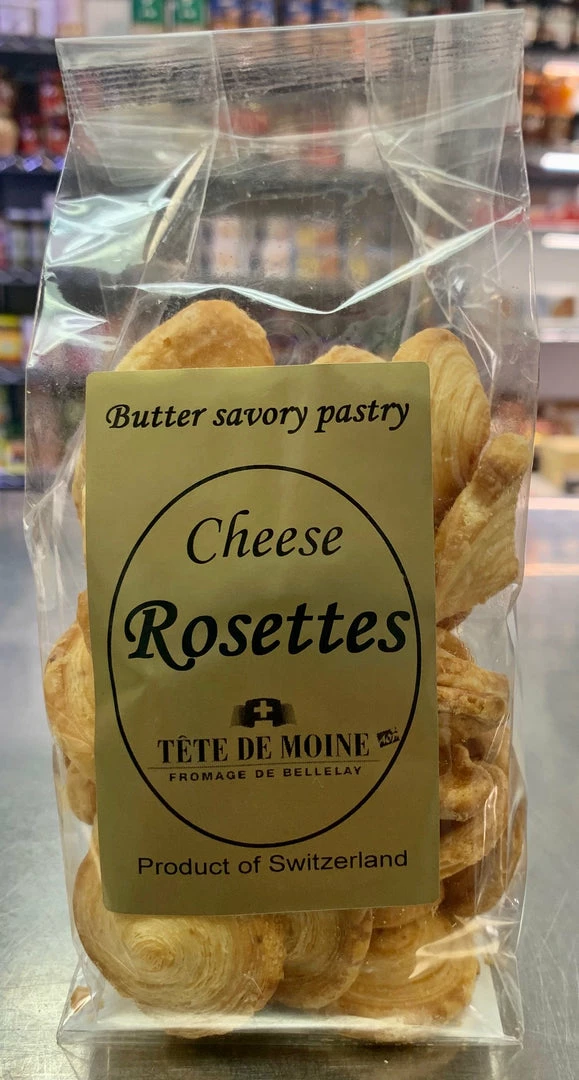 Butter savory pastry
Cheese
Rosettes
TÊTE DE MOINE
FROMAGE DE BELLELAY
Product of Switzerland